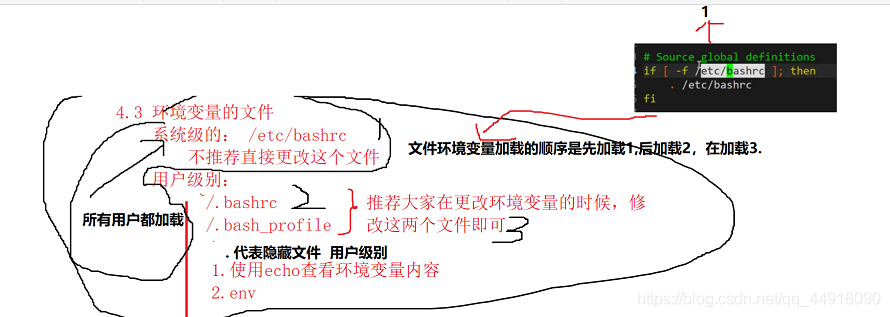 1
# Source global definitions
if [ -f /etc/bashrc ]; then
. /etc/bashrc
fi
4.3 环境变量的文件
系统级的： /etc/bashrc
不推荐直接更改这个文件
文件环境变量加载的顺序是先加载1,后加载2，在加载3.
用户级别：
~/.bashrc
推荐大家在更改环境变量的时候，修
所有用户都加载
/.bash_profile
改这两个文件即可
. 代表隐藏文件 用户级别
1.使用echo查看环境变量内容
2.env
https://blog.csdn.net/qq_44918090